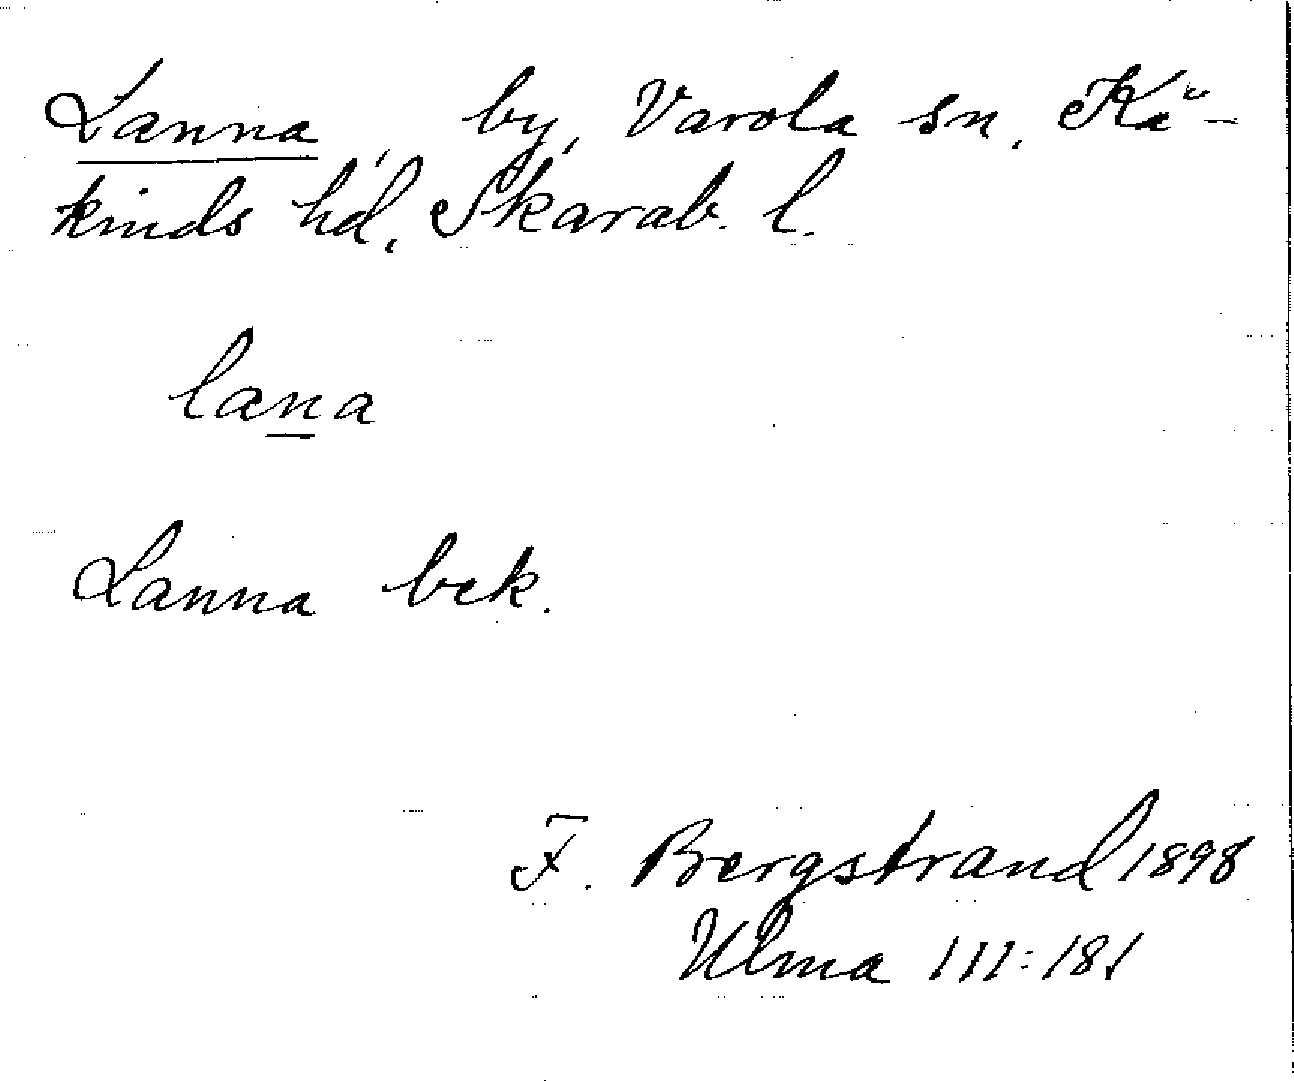 Lanna, by, Varola sn, Kå-
kinds hd, Skarab. l.
lana
Lanna bek.
F. Bergstrand 1898
Ulma 111:181